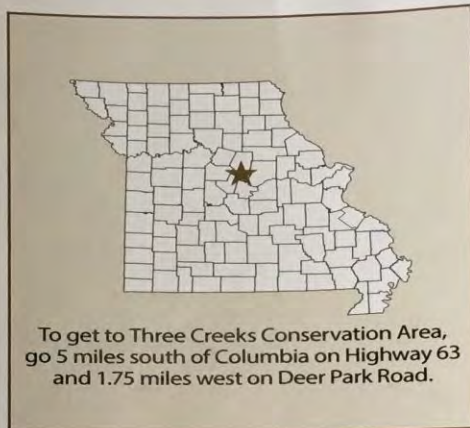 To get to Three Creeks Conservation Area,
go 5 miles south of Columbia on Highway 63
and 1.75 miles west on Deer Park Road.